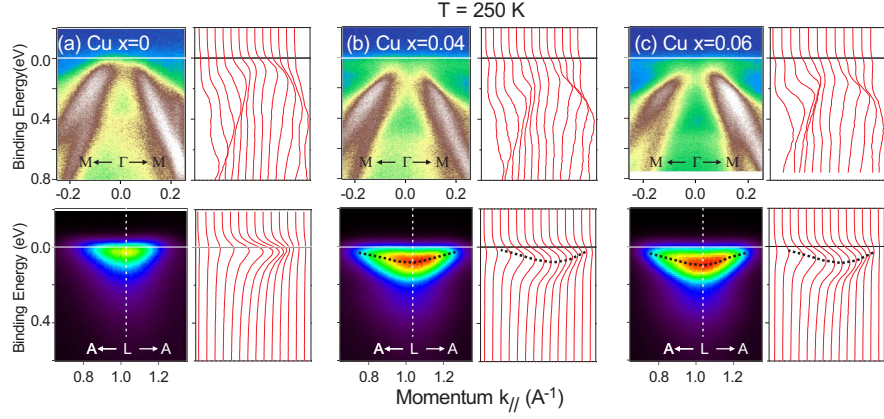 T = 250 K
(a) Cu x=0
(b) Cu x=0.04
(c) Cu x=0.06
Binding Energy(eV)
0.0
0.4
0.8
M ← Γ → M
M ← Γ → M
M ← Γ → M
-0.2 0.0 0.2
-0.2 0.0 0.2
-0.2 0.0 0.2
Binding Energy (eV)
0.0
0.4
A ← L → A
A ← L → A
A ← L → A
0.8 1.0 1.2
0.8 1.0 1.2
0.8 1.0 1.2
Momentum k// (A-1)